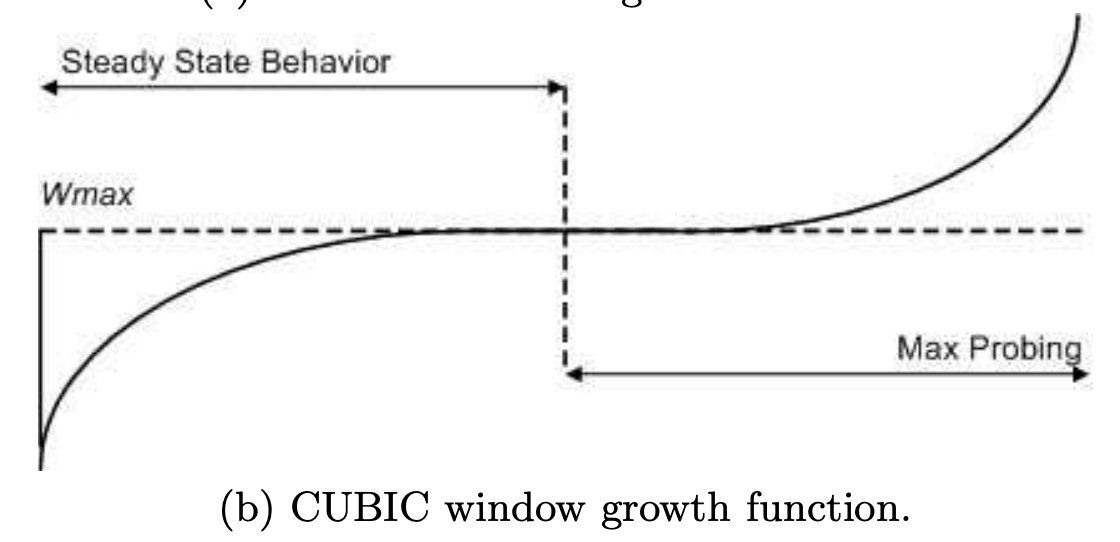 Steady State Behavior
Wmax
Max Probing
(b) CUBIC window growth function.